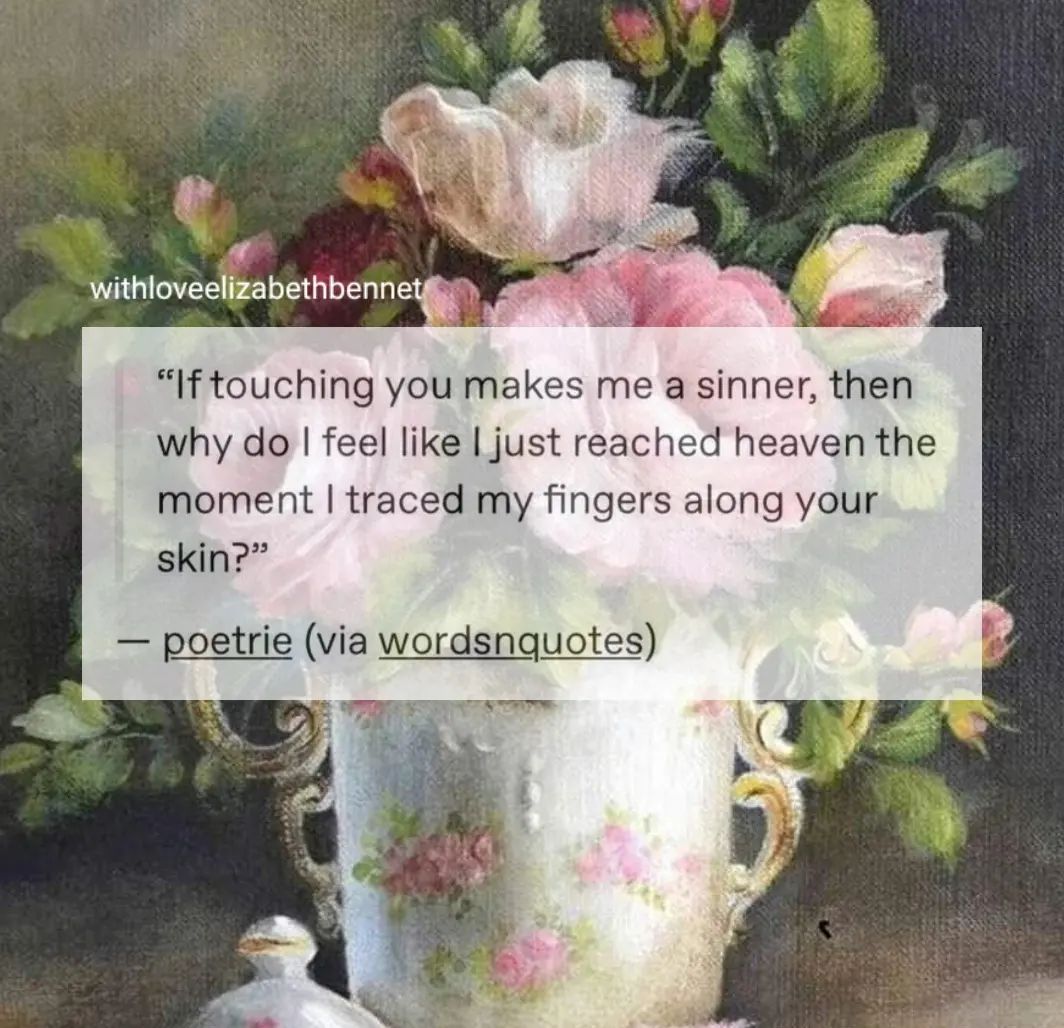 withloveelizabethbennet
“If touching you makes me a sinner, then
why do I feel like I just reached heaven the
moment I traced my fingers along your
skin?”
— poetrie (via wordsnquotes)